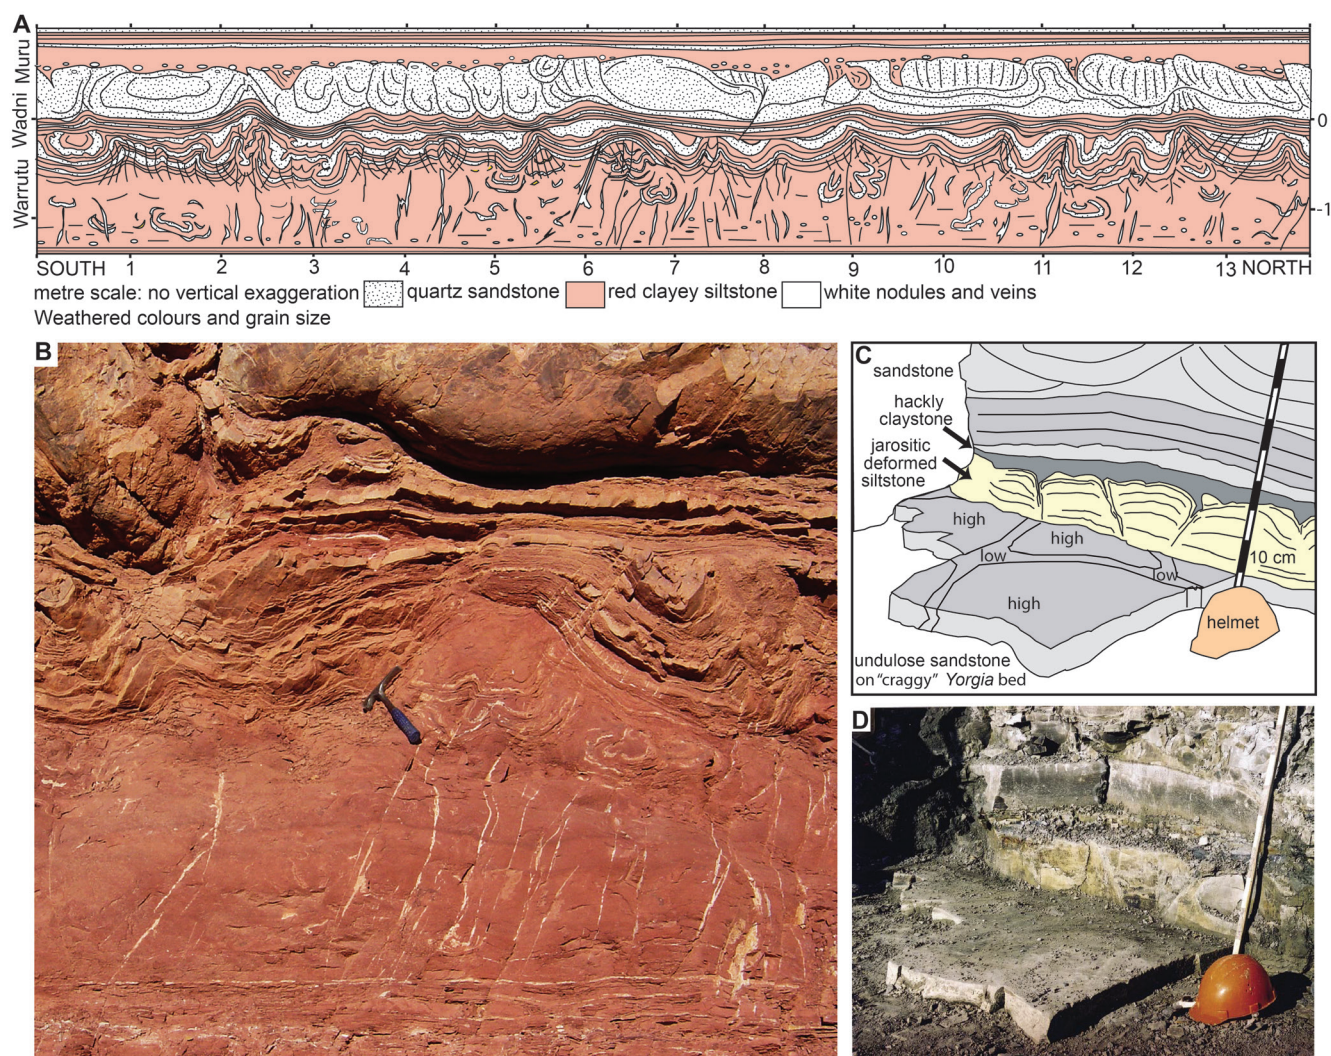 A
Warrutu Wadni Muru
0
-1
SOUTH 1 2 3 4 5 6 7 8 9 10 11 12 13 NORTH
metre scale: no vertical exaggeration quartz sandstone red clayey siltstone white nodules and veins
Weathered colours and grain size
B
C
sandstone
hackly
claystone
jarositic
deformed
siltstone
high
high
low
low
high
10 cm
helmet
undulose sandstone
on "craggy" Yorgia bed
D